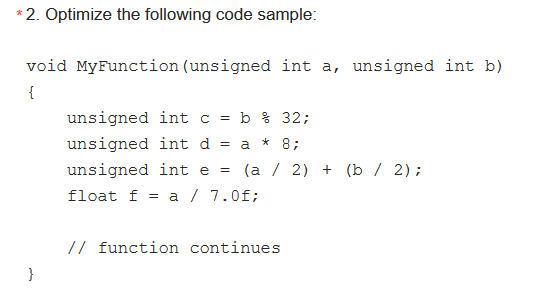 * 2. Optimize the following code sample:
void MyFunction(unsigned int a, unsigned int b)
{
    unsigned int c = b % 32;
    unsigned int d = a * 8;
    unsigned int e = (a / 2) + (b / 2);
    float f = a / 7.0f;
    // function continues
}